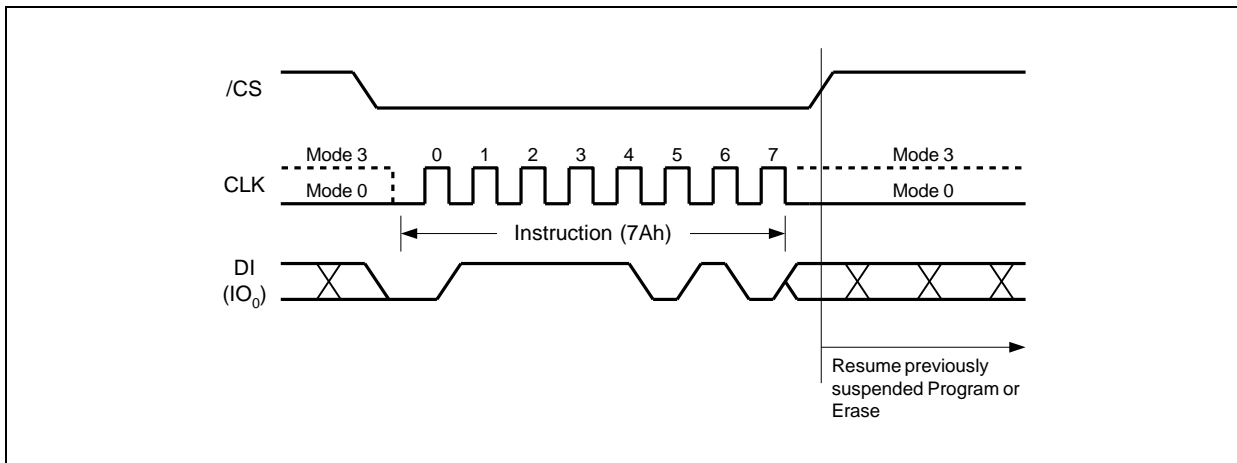 /CS
Mode 3 0 1 2 3 4 5 6 7 Mode 3
CLK
Mode 0 Mode 0
Instruction (7Ah)
DI
(IO0)
Resume previously
suspended Program or
Erase